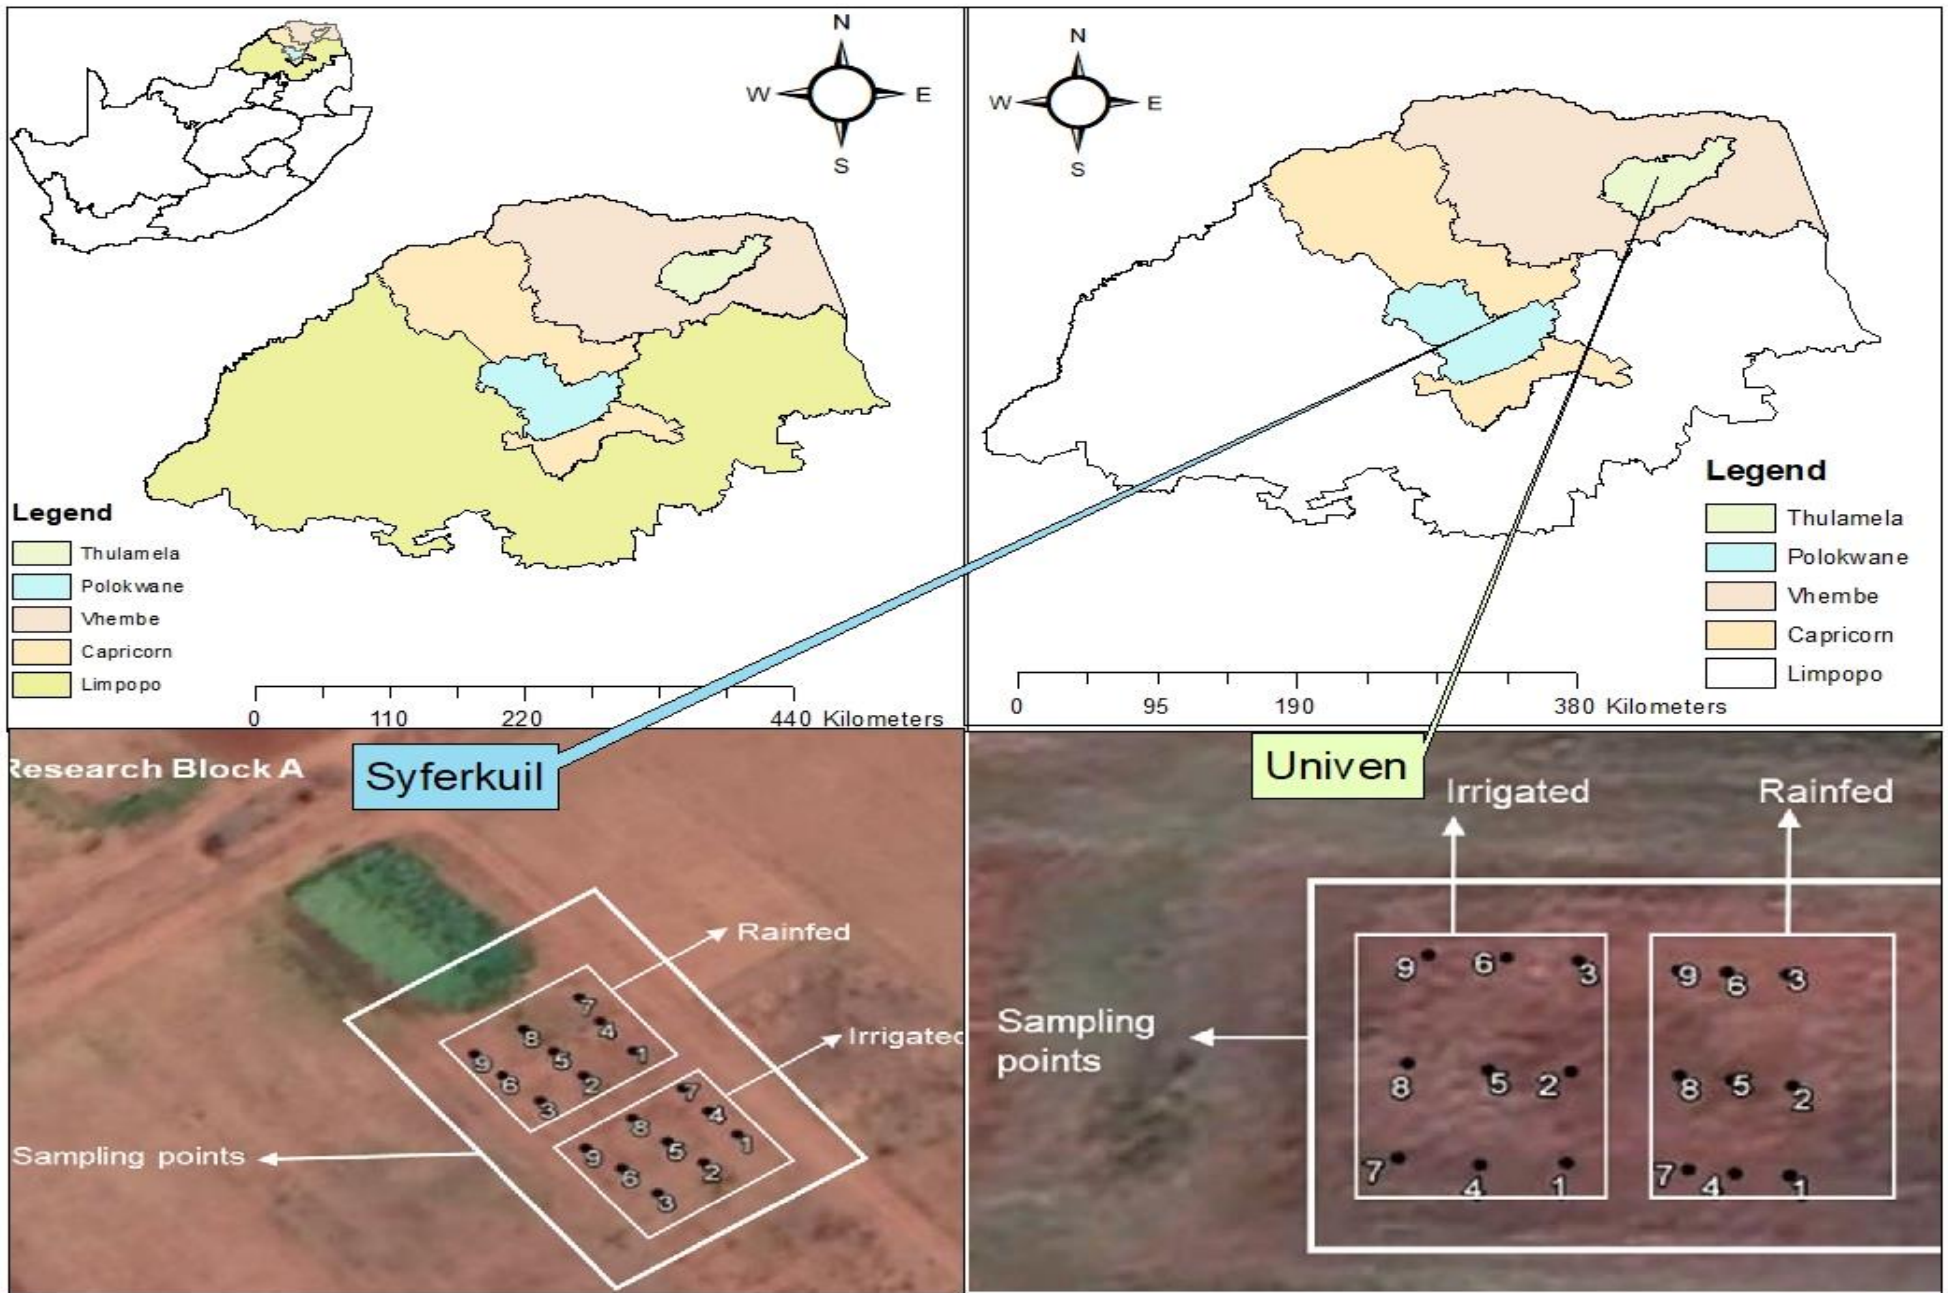 N
W E
S
Legend
Thulamela
Polokwane
Vhembe
Capricorn
Limpopo
0 110 220 440 Kilometers
N
W E
S
Legend
Thulamela
Polokwane
Vhembe
Capricorn
Limpopo
0 95 190 380 Kilometers
Research Block A
Syferkuil
Rainfed
7
4
8
1
5
9
2
6
3
Irrigated
7
4
8
1
5
9
2
6
3
Sampling points
Univen
Irrigated
Rainfed
Sampling
points
9 6 3
8 5 2
7 4 1
9 6 3
8 5 2
7 4 1